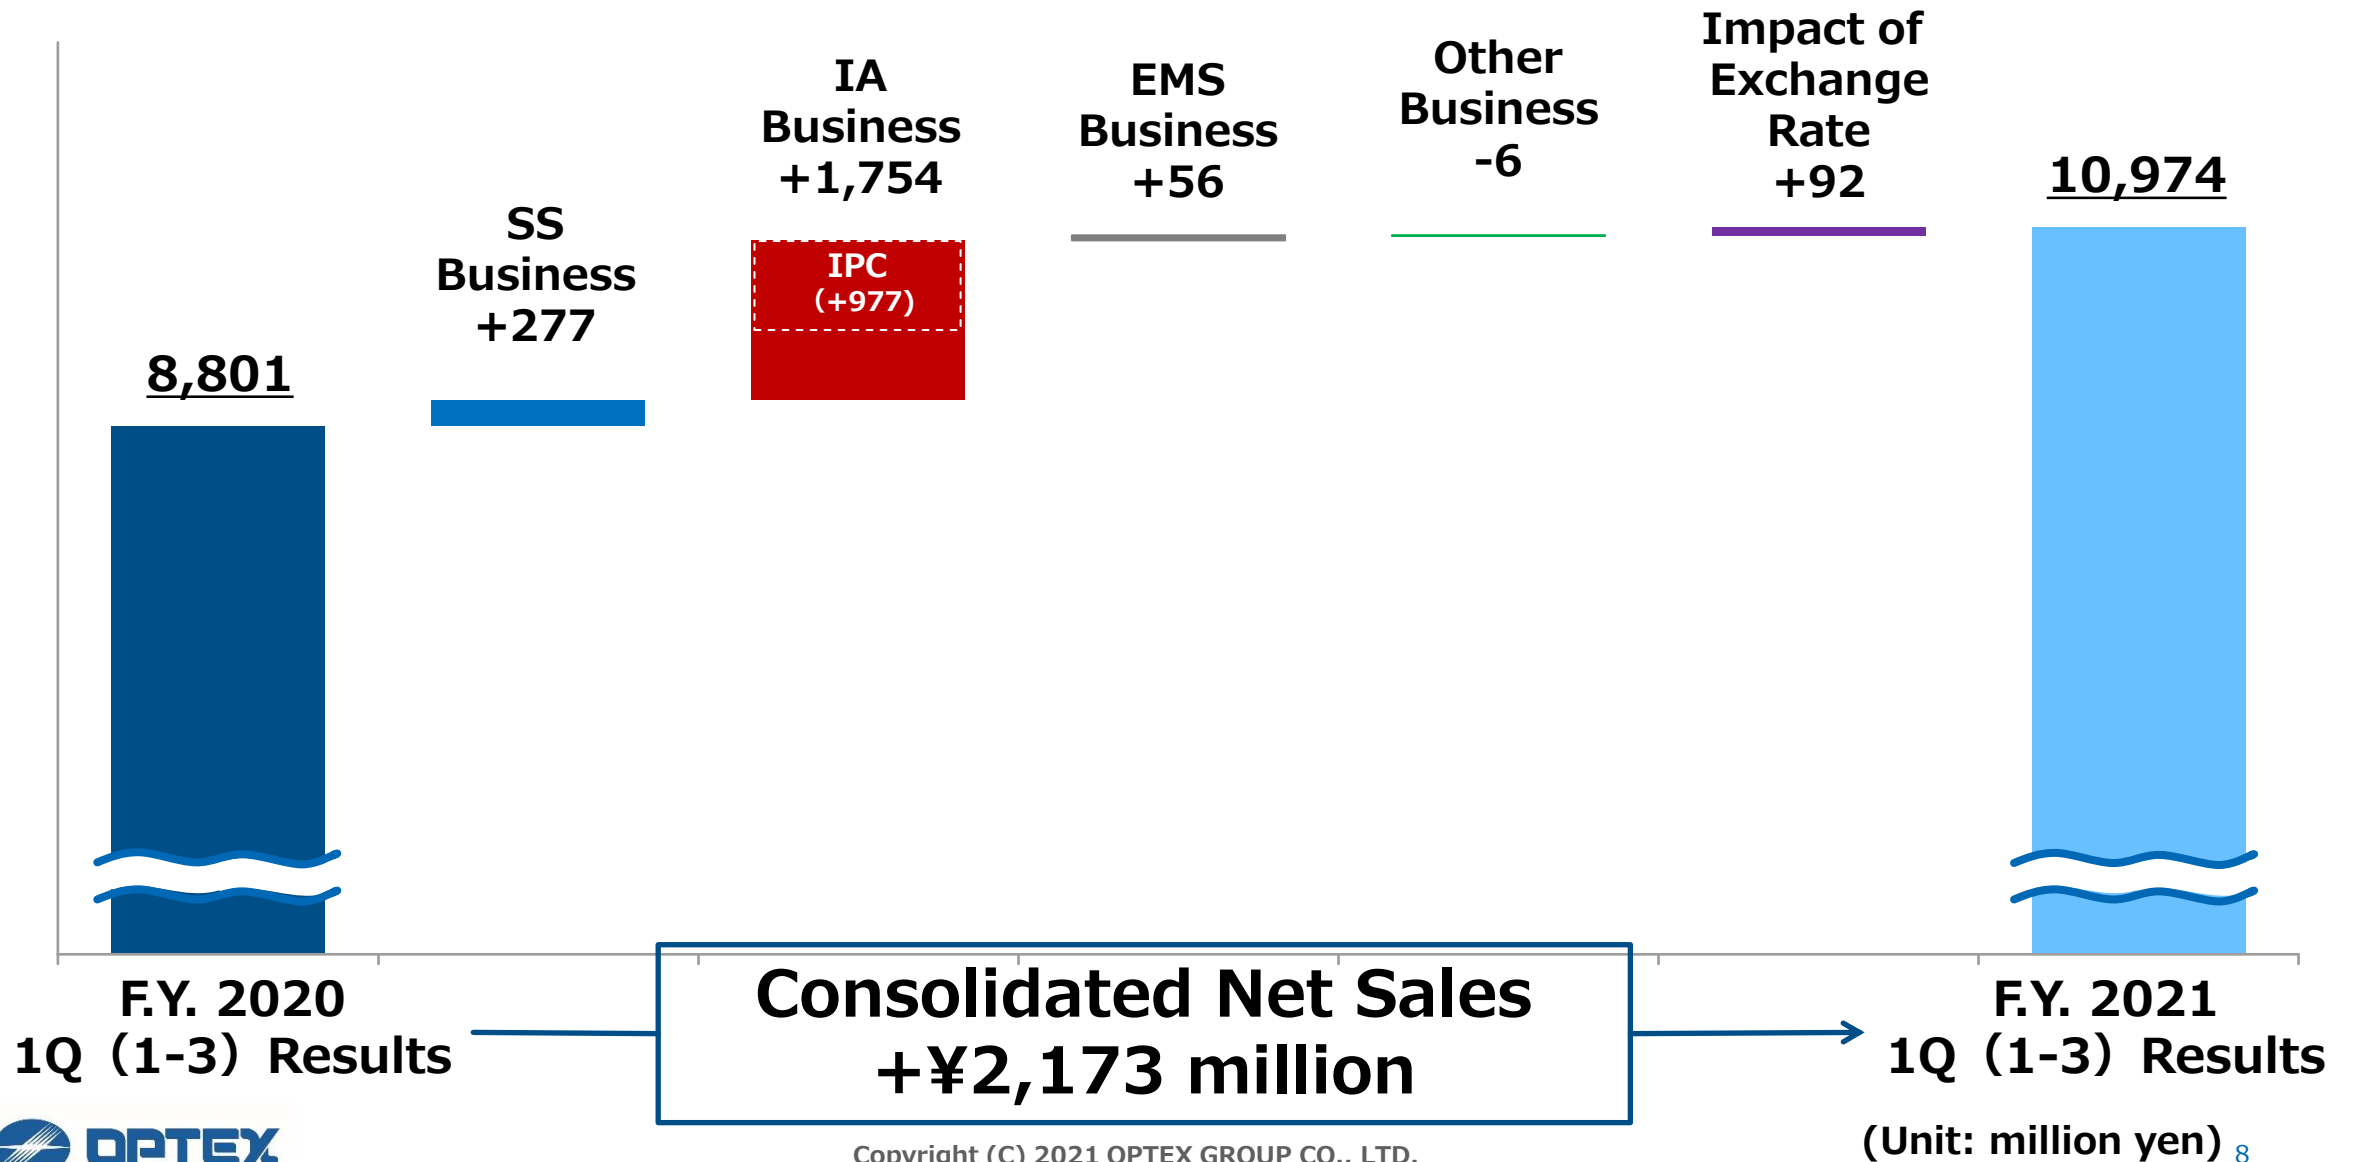 8,801
SS
Business
+277
IA
Business
+1,754
IPC
(+977)
EMS
Business
+56
Other
Business
-6
Impact of
Exchange
Rate
+92
10,974
F.Y. 2020
1Q（1-3）Results
Consolidated Net Sales
+¥2,173 million
F.Y. 2021
1Q（1-3）Results
OPTEX
Copyright (C) 2021 OPTEX GROUP CO., LTD.
(Unit: million yen)
8